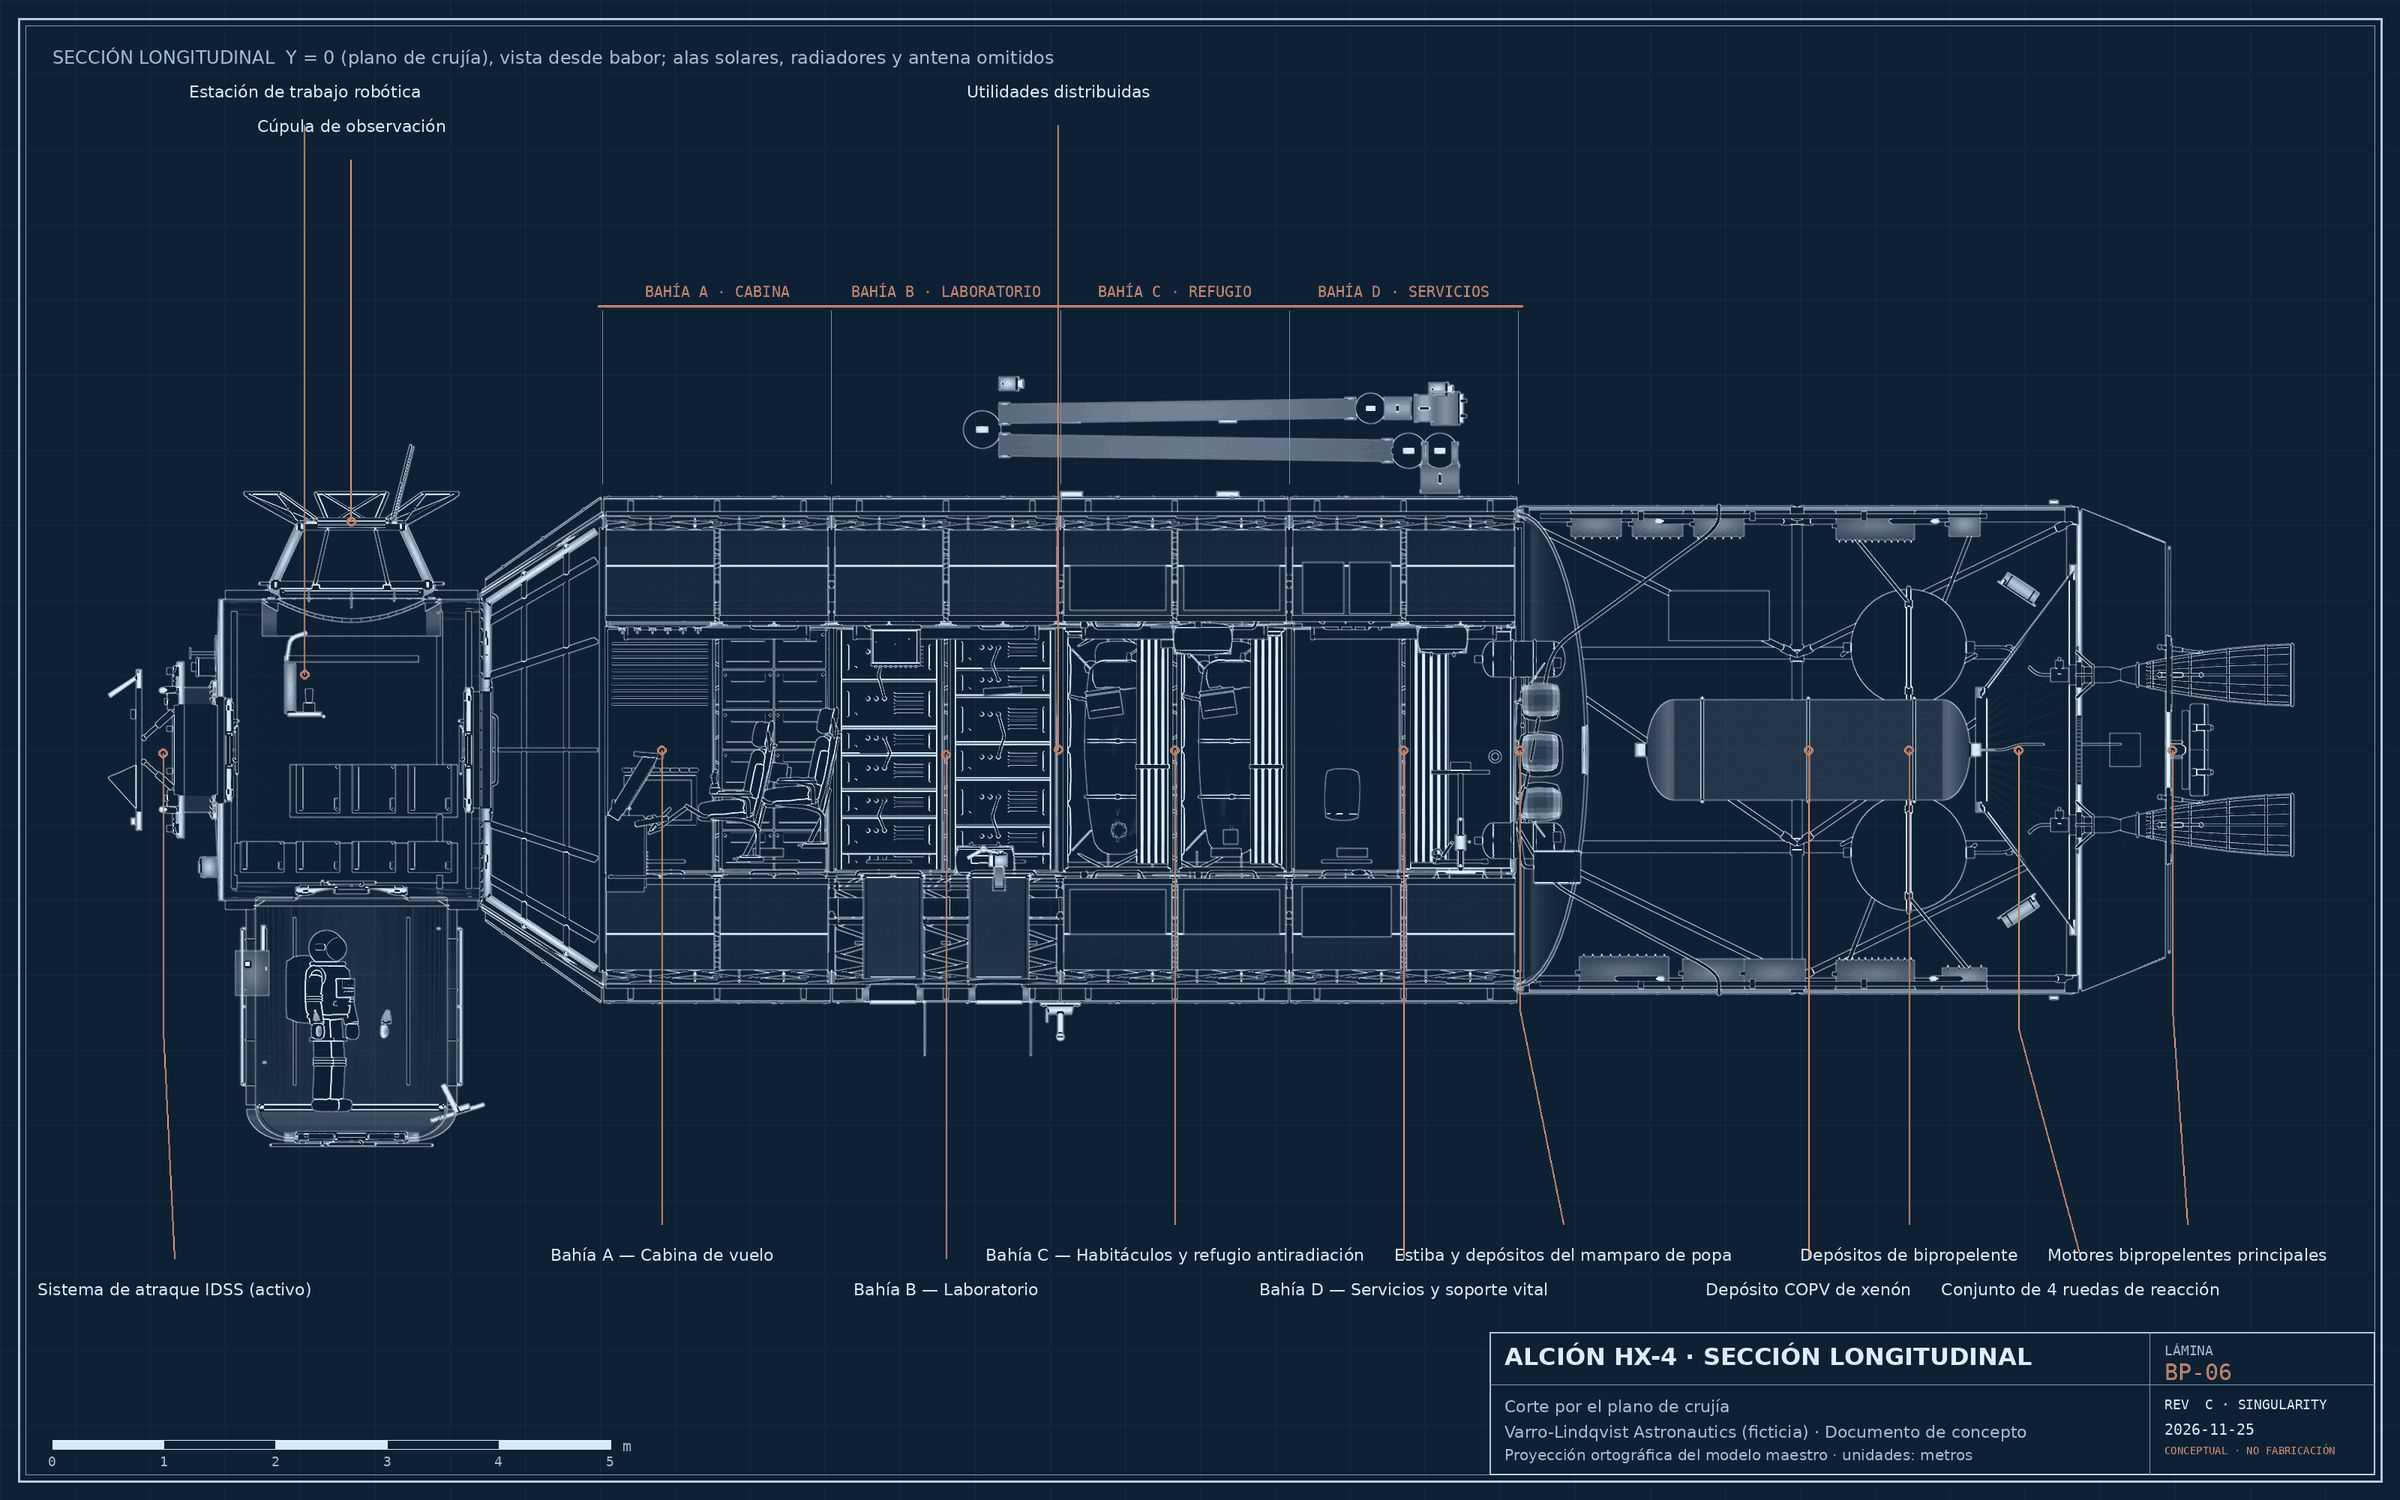 SECCIÓN LONGITUDINAL Y = 0 (plano de crujía), vista desde babor; alas solares, radiadores y antena omitidos
Estación de trabajo robótica
Utilidades distribuidas
Cúpula de observación
BAHÍA A · CABINA
BAHÍA B · LABORATORIO
BAHÍA C · REFUGIO
BAHÍA D · SERVICIOS
Bahía A — Cabina de vuelo
Bahía C — Habitáculos y refugio antiradiación
Estiba y depósitos del mamparo de popa
Depósitos de bipropelente
Motores bipropelentes principales
Sistema de atraque IDSS (activo)
Bahía B — Laboratorio
Bahía D — Servicios y soporte vital
Depósito COPV de xenón
Conjunto de 4 ruedas de reacción
ALCIÓN HX-4 · SECCIÓN LONGITUDINAL
LÁMINA
BP-06
Corte por el plano de crujía
Varro-Lindqvist Astronautics (ficticia) · Documento de concepto
Proyección ortográfica del modelo maestro · unidades: metros
REV C · SINGULARITY
2026-11-25
CONCEPTUAL · NO FABRICACIÓN
m
0 1 2 3 4 5